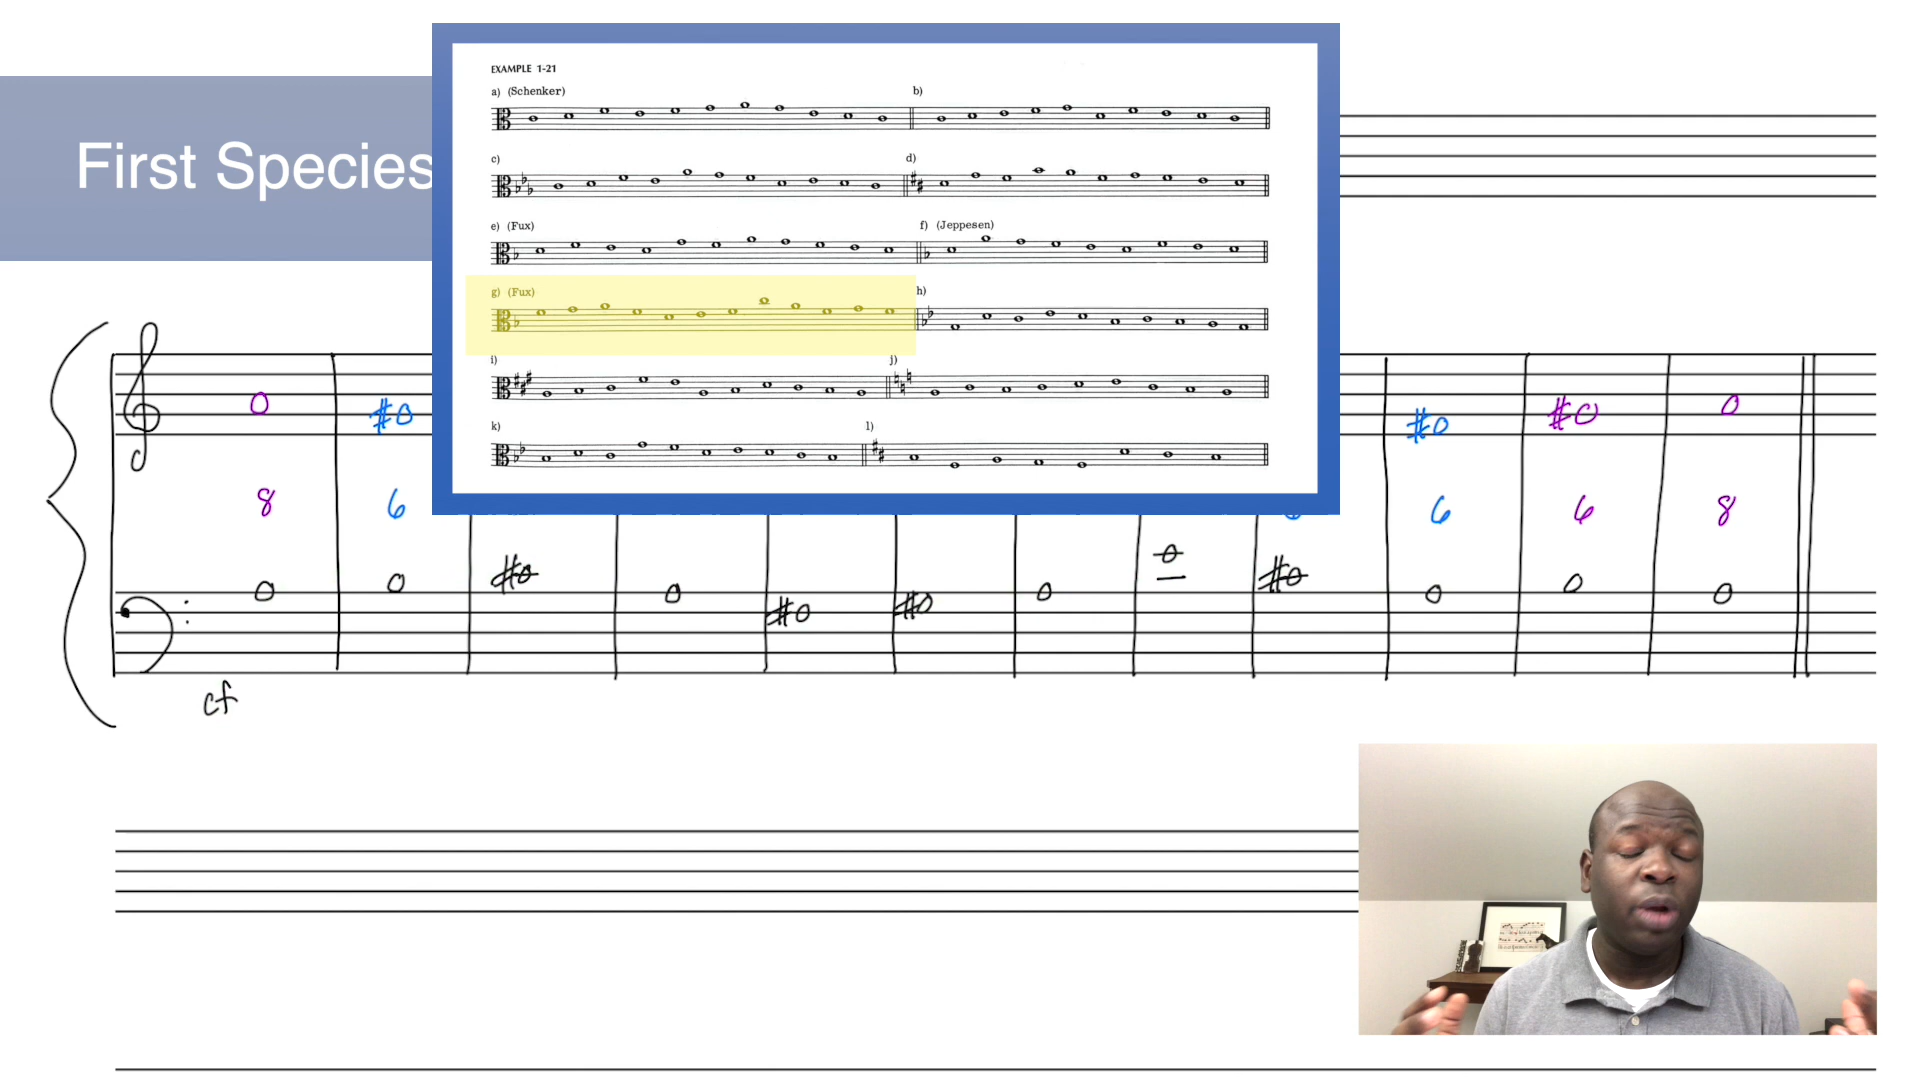 First Species
EXAMPLE 1-21
a) (Schenker)
b)
c)
d)
e) (Fux)
f) (Jeppesen)
g) (Fux)
h)
i)
j)
k)
l)
8 6 6 6 8
cf